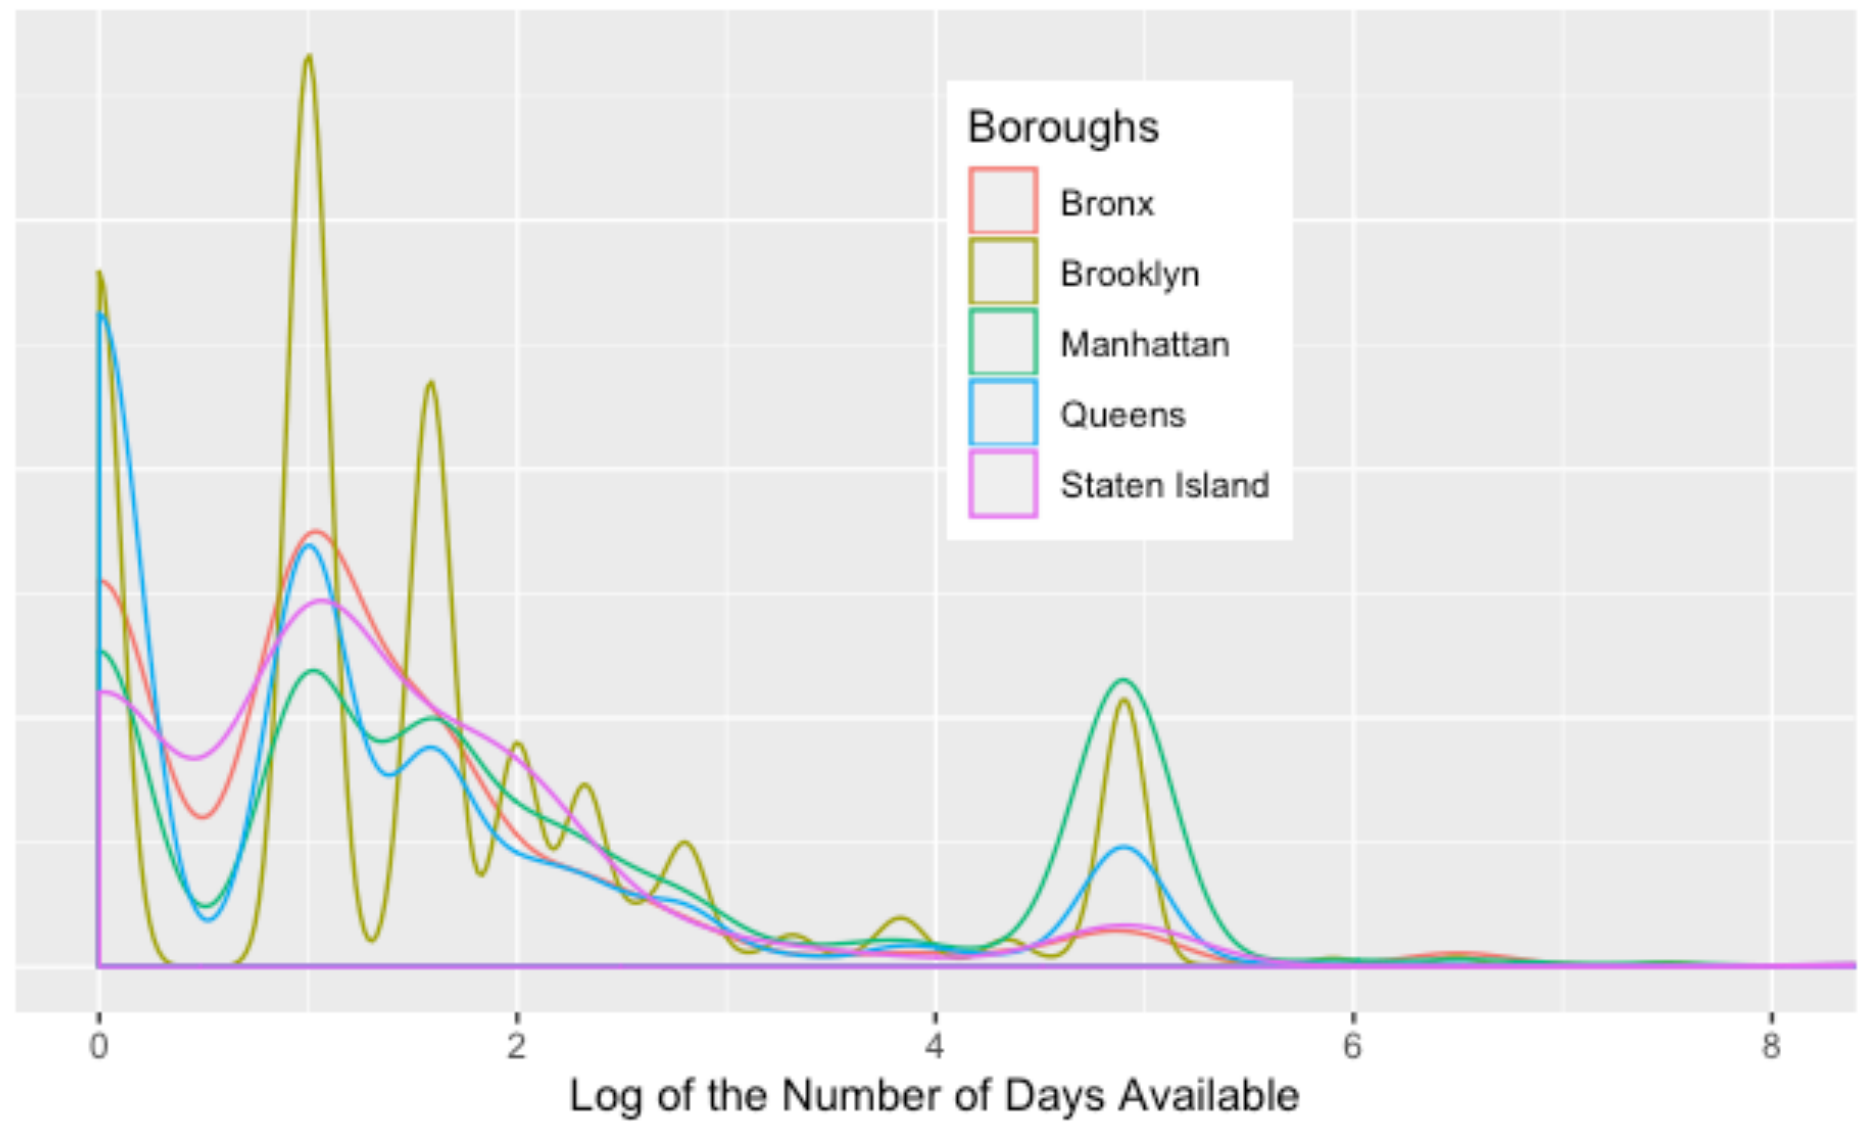 Boroughs
Bronx
Brooklyn
Manhattan
Queens
Staten Island
0 2 4 6 8
Log of the Number of Days Available